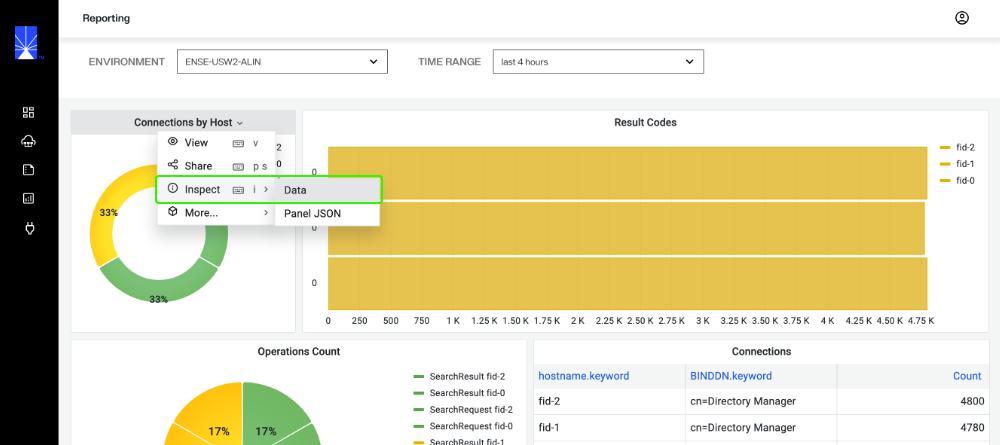 Reporting
ENVIRONMENT ENSE-USW2-ALIN TIME RANGE last 4 hours
Connections by Host
View v
Share p s
Inspect i
More...
Data
Panel JSON
2
0
33%
33%
Result Codes
0
0
0
0 250 500 750 1 K 1.25 K 1.50 K 1.75 K 2 K 2.25 K 2.50 K 2.75 K 3 K 3.25 K 3.50 K 3.75 K 4 K 4.25 K 4.50 K 4.75 K
fid-2
fid-1
fid-0
Operations Count
17% 17%
SearchResult fid-2
SearchResult fid-0
SearchRequest fid-2
SearchRequest fid-0
SearchResult fid-1
Connections
hostname.keyword BINDDN.keyword Count
fid-2 cn=Directory Manager 4800
fid-1 cn=Directory Manager 4780